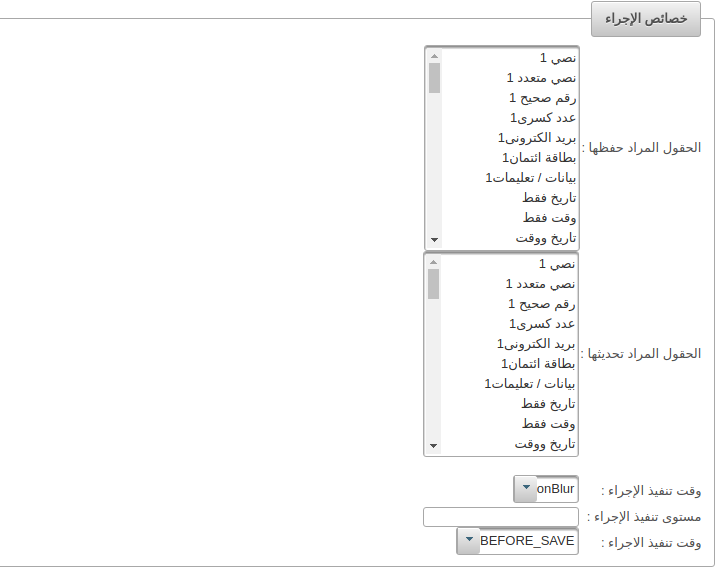 خصائص الإجراء
الحقول المراد حفظها :
نصي 1
نصي متعدد 1
رقم صحيح 1
عدد كسرى1
بريد الكترونى1
بطاقة ائتمان1
بيانات / تعليمات1
تاريخ فقط
وقت فقط
تاريخ ووقت
الحقول المراد تحديثها :
نصي 1
نصي متعدد 1
رقم صحيح 1
عدد كسرى1
بريد الكترونى1
بطاقة ائتمان1
بيانات / تعليمات1
تاريخ فقط
وقت فقط
تاريخ ووقت
وقت تنفيذ الإجراء : onBlur
مستوى تنفيذ الإجراء :
وقت تنفيذ الاجراء : BEFORE_SAVE